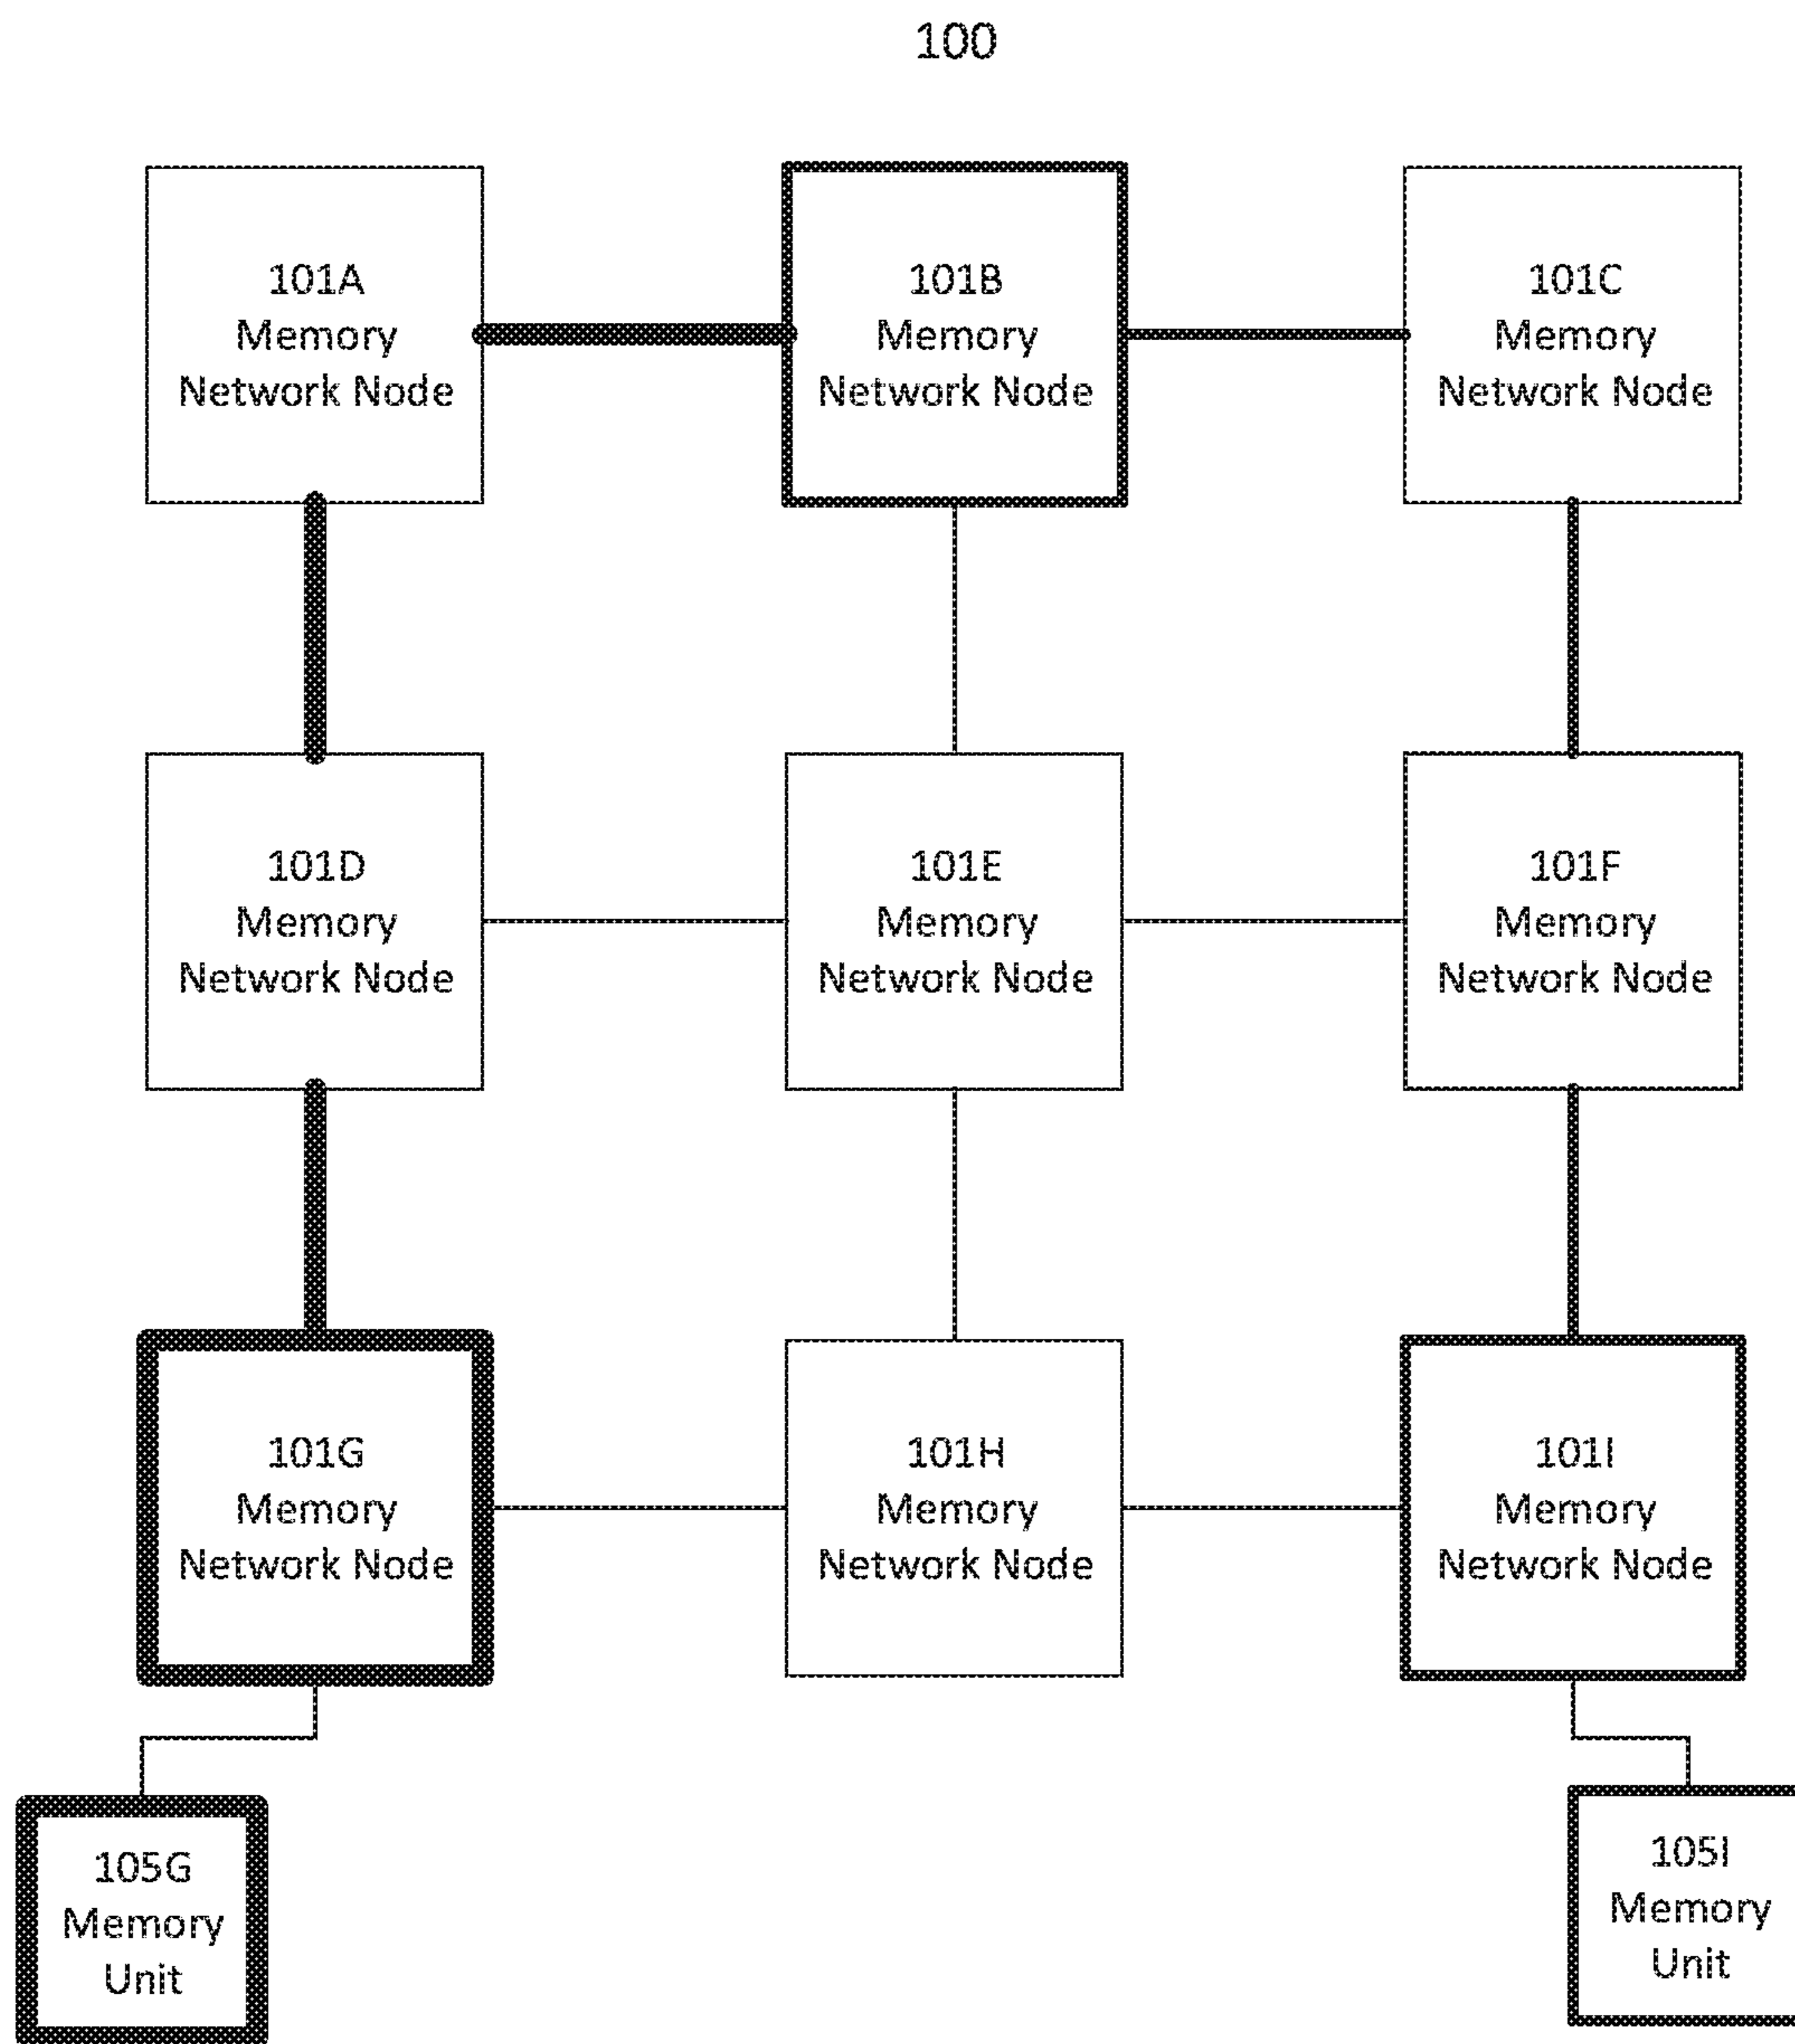 100
101A
Memory
Network Node
101B
Memory
Network Node
101C
Memory
Network Node
101D
Memory
Network Node
101E
Memory
Network Node
101F
Memory
Network Node
101G
Memory
Network Node
101H
Memory
Network Node
101I
Memory
Network Node
105G
Memory
Unit
105I
Memory
Unit